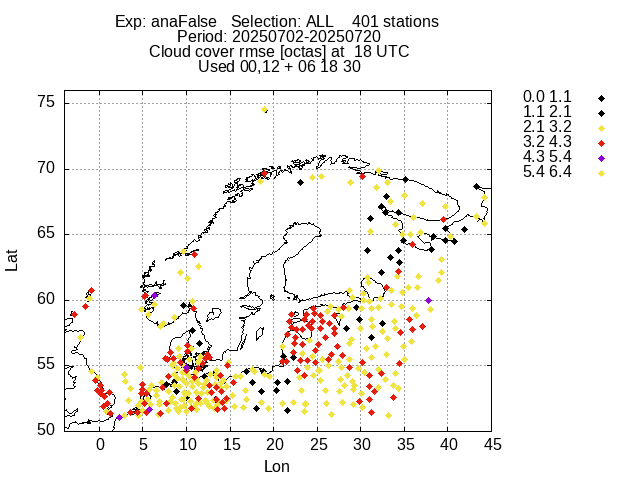 Exp: anaFalse   Selection: ALL    401 stations
Period: 20250702-20250720
Cloud cover rmse [octas] at  18 UTC
Used 00,12 + 06 18 30
0.0 1.1
1.1 2.1
2.1 3.2
3.2 4.3
4.3 5.4
5.4 6.4
75
70
65
60
55
50
Lat
0 5 10 15 20 25 30 35 40 45
Lon